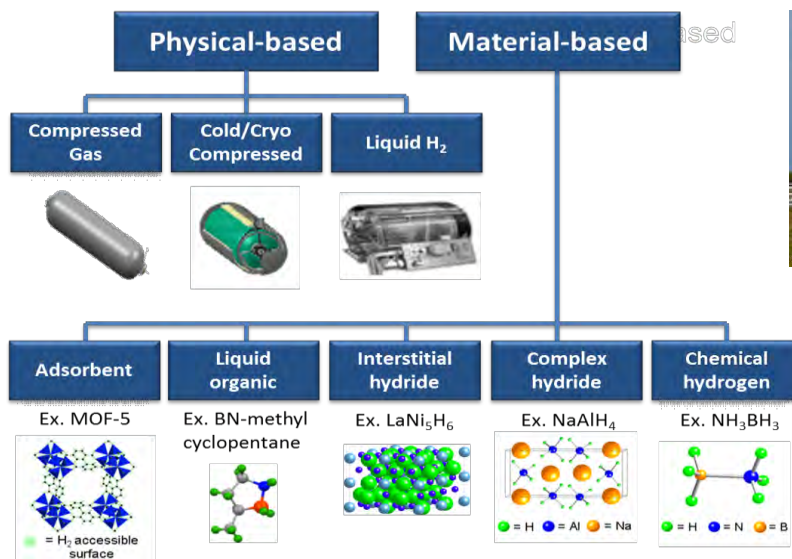 Physical-based
Material-based
ased
Compressed
Gas
Cold/Cryo
Compressed
Liquid H₂
Adsorbent
Liquid
organic
Interstitial
hydride
Complex
hydride
Chemical
hydrogen
Ex. MOF-5
Ex. BN-methyl
cyclopentane
Ex. LaNi₅H₆
Ex. NaAlH₄
Ex. NH₃BH₃
= H₂ accessible
surface
= H = Al = Na
= H = N = B